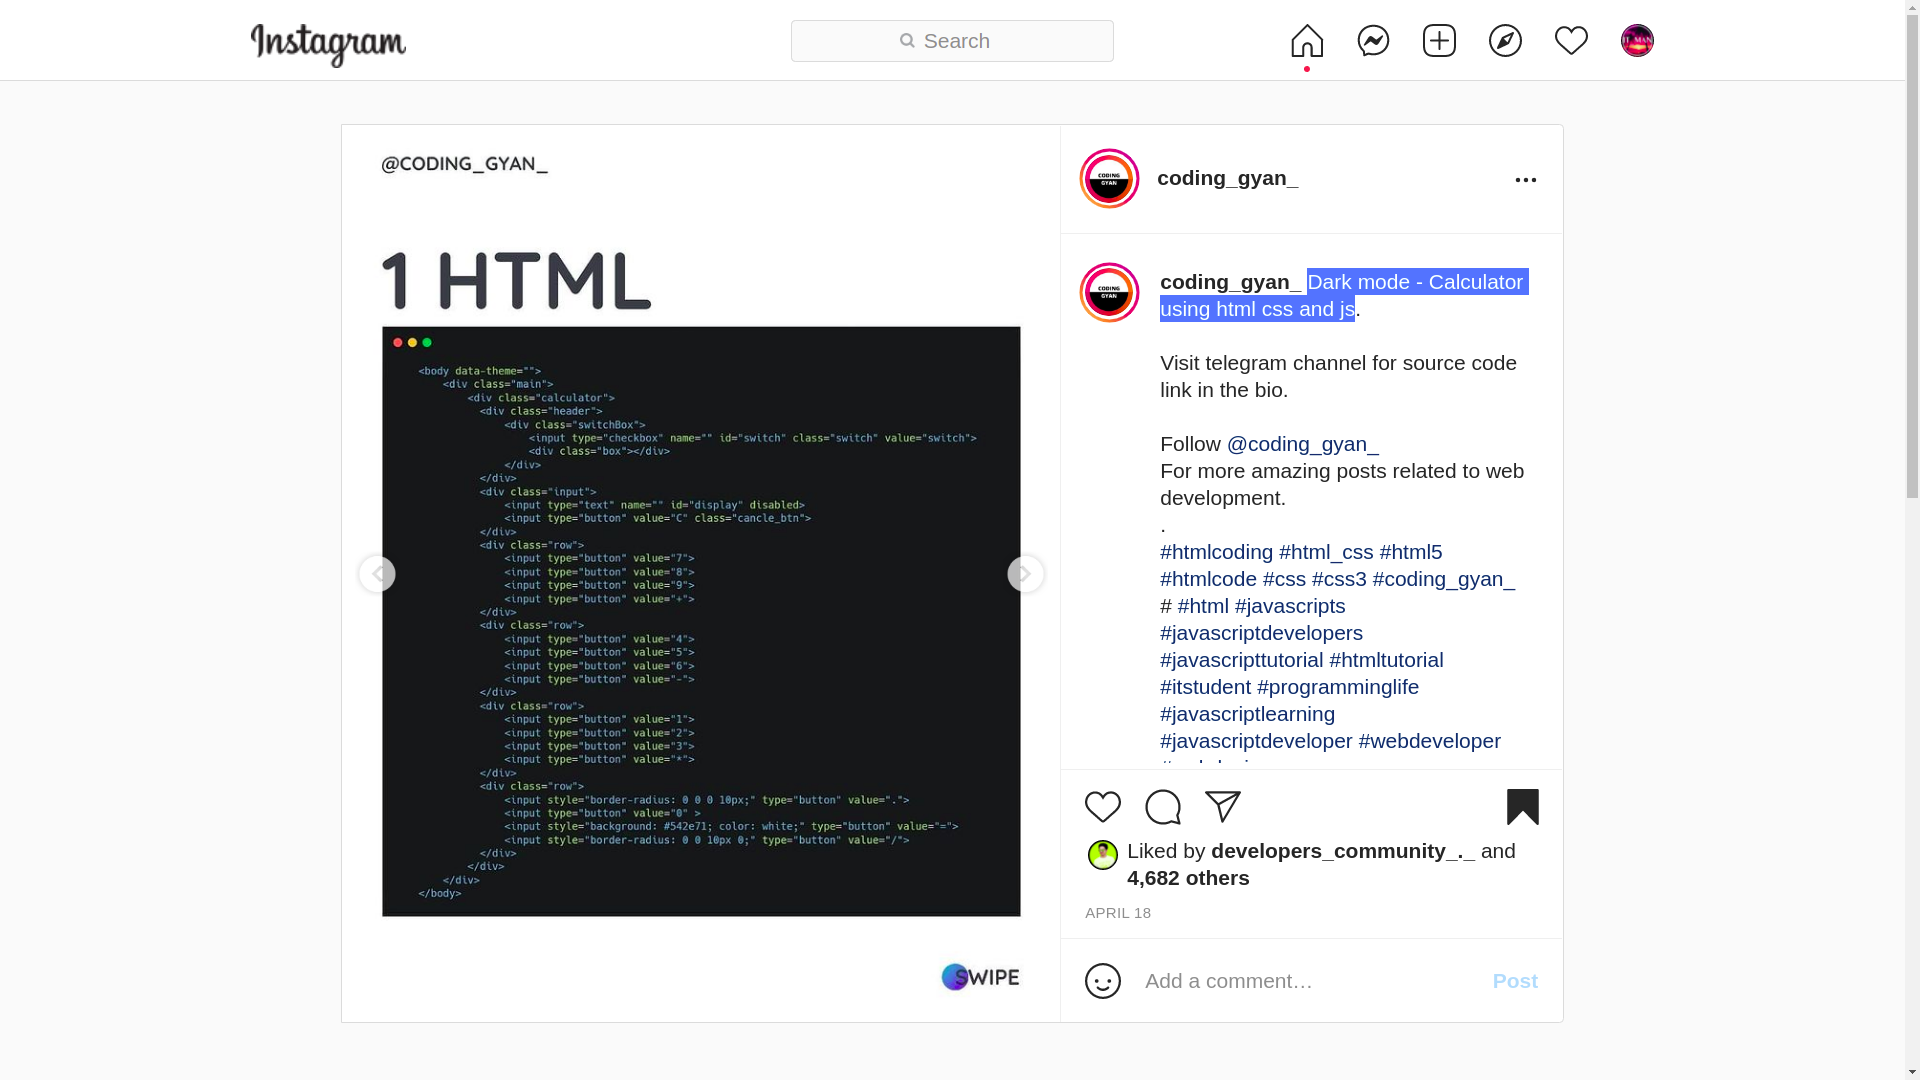 Instagram
Search
@CODING_GYAN_
1 HTML
<body data-theme="">
<div class="main">
<div class="calculator">
<div class="header">
<div class="switchBox">
<input type="checkbox" name="" id="switch" class="switch" value="switch">
<div class="box"></div>
</div>
</div>
<div class="input">
<input type="text" name="" id="display" disabled>
<input type="button" value="C" class="cancle_btn">
</div>
<div class="row">
<input type="button" value="7">
<input type="button" value="8">
<input type="button" value="9">
<input type="button" value="+">
</div>
<div class="row">
<input type="button" value="4">
<input type="button" value="5">
<input type="button" value="6">
<input type="button" value="-">
</div>
<div class="row">
<input type="button" value="1">
<input type="button" value="2">
<input type="button" value="3">
<input type="button" value="*">
</div>
<div class="row">
<input style="border-radius: 0 0 0 10px;" type="button" value=".">
<input type="button" value="0" >
<input style="background: #542e71; color: white;" type="button" value="=">
<input style="border-radius: 0 0 10px 0;" type="button" value="/">
</div>
</div>
</div>
</body>
SWIPE
CODING
GYAN
coding_gyan_
CODING
GYAN
coding_gyan_ Dark mode - Calculator
using html css and js.
Visit telegram channel for source code
link in the bio.
Follow @coding_gyan_
For more amazing posts related to web
development.
.
#htmlcoding #html_css #html5
#htmlcode #css #css3 #coding_gyan_
# #html #javascripts
#javascriptdevelopers
#javascripttutorial #htmltutorial
#itstudent #programminglife
#javascriptlearning
#javascriptdeveloper #webdeveloper
Liked by developers_community_._ and
4,682 others
APRIL 18
Add a comment…
Post